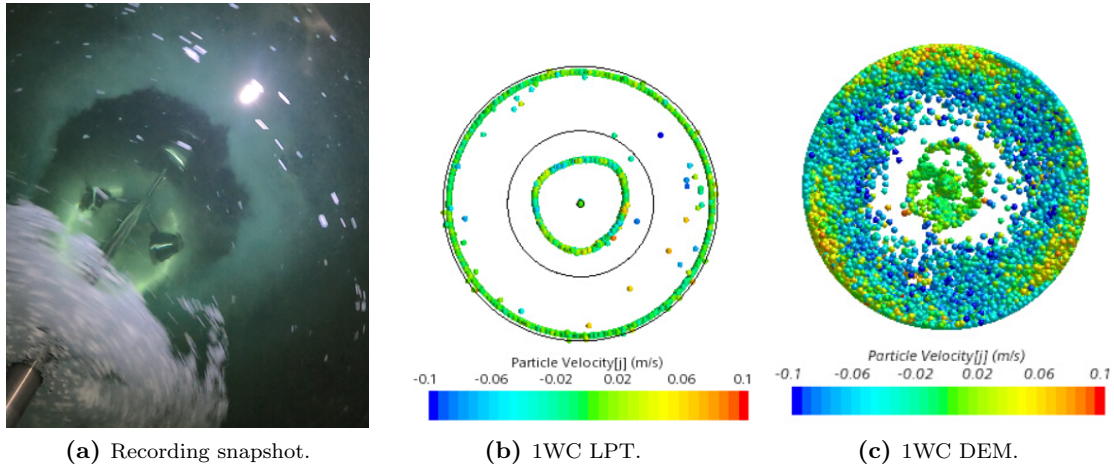 Particle Velocity[j] (m/s)
-0.1 -0.06 -0.02 0.02 0.06 0.1
Particle Velocity[j] (m/s)
-0.1 -0.06 -0.02 0.02 0.06 0.1
(a) Recording snapshot.
(b) 1WC LPT.
(c) 1WC DEM.